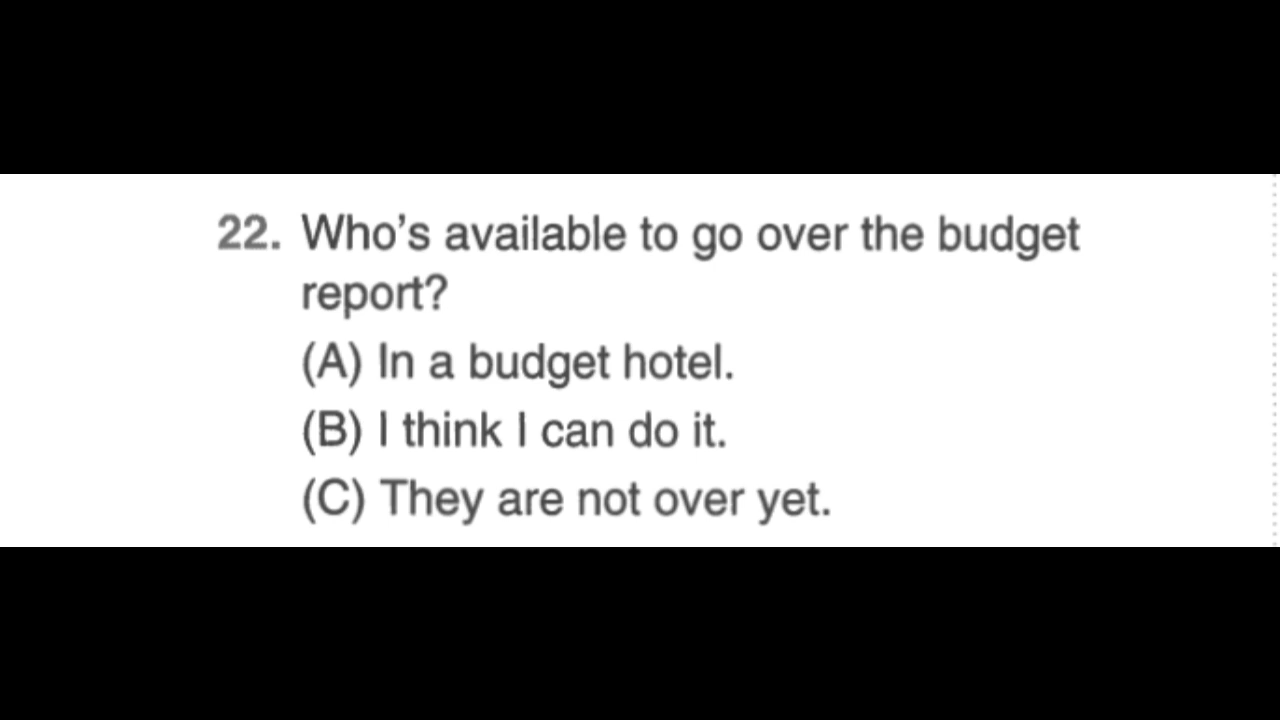 22. Who's available to go over the budget
report?
(A) In a budget hotel.
(B) I think I can do it.
(C) They are not over yet.